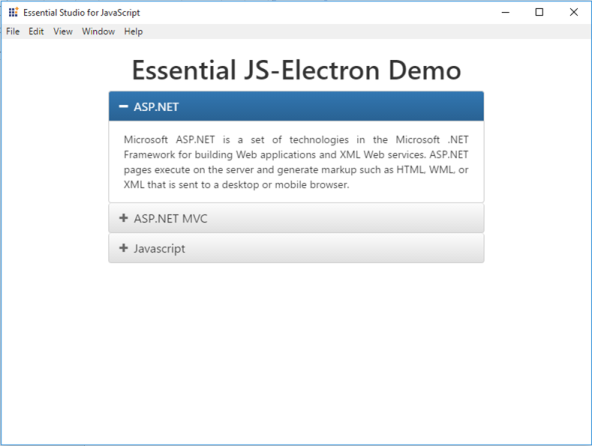 Essential Studio for JavaScript
File Edit View Window Help
Essential JS-Electron Demo
ASP.NET
Microsoft ASP.NET is a set of technologies in the Microsoft .NET
Framework for building Web applications and XML Web services. ASP.NET
pages execute on the server and generate markup such as HTML, WML, or
XML that is sent to a desktop or mobile browser.
ASP.NET MVC
Javascript